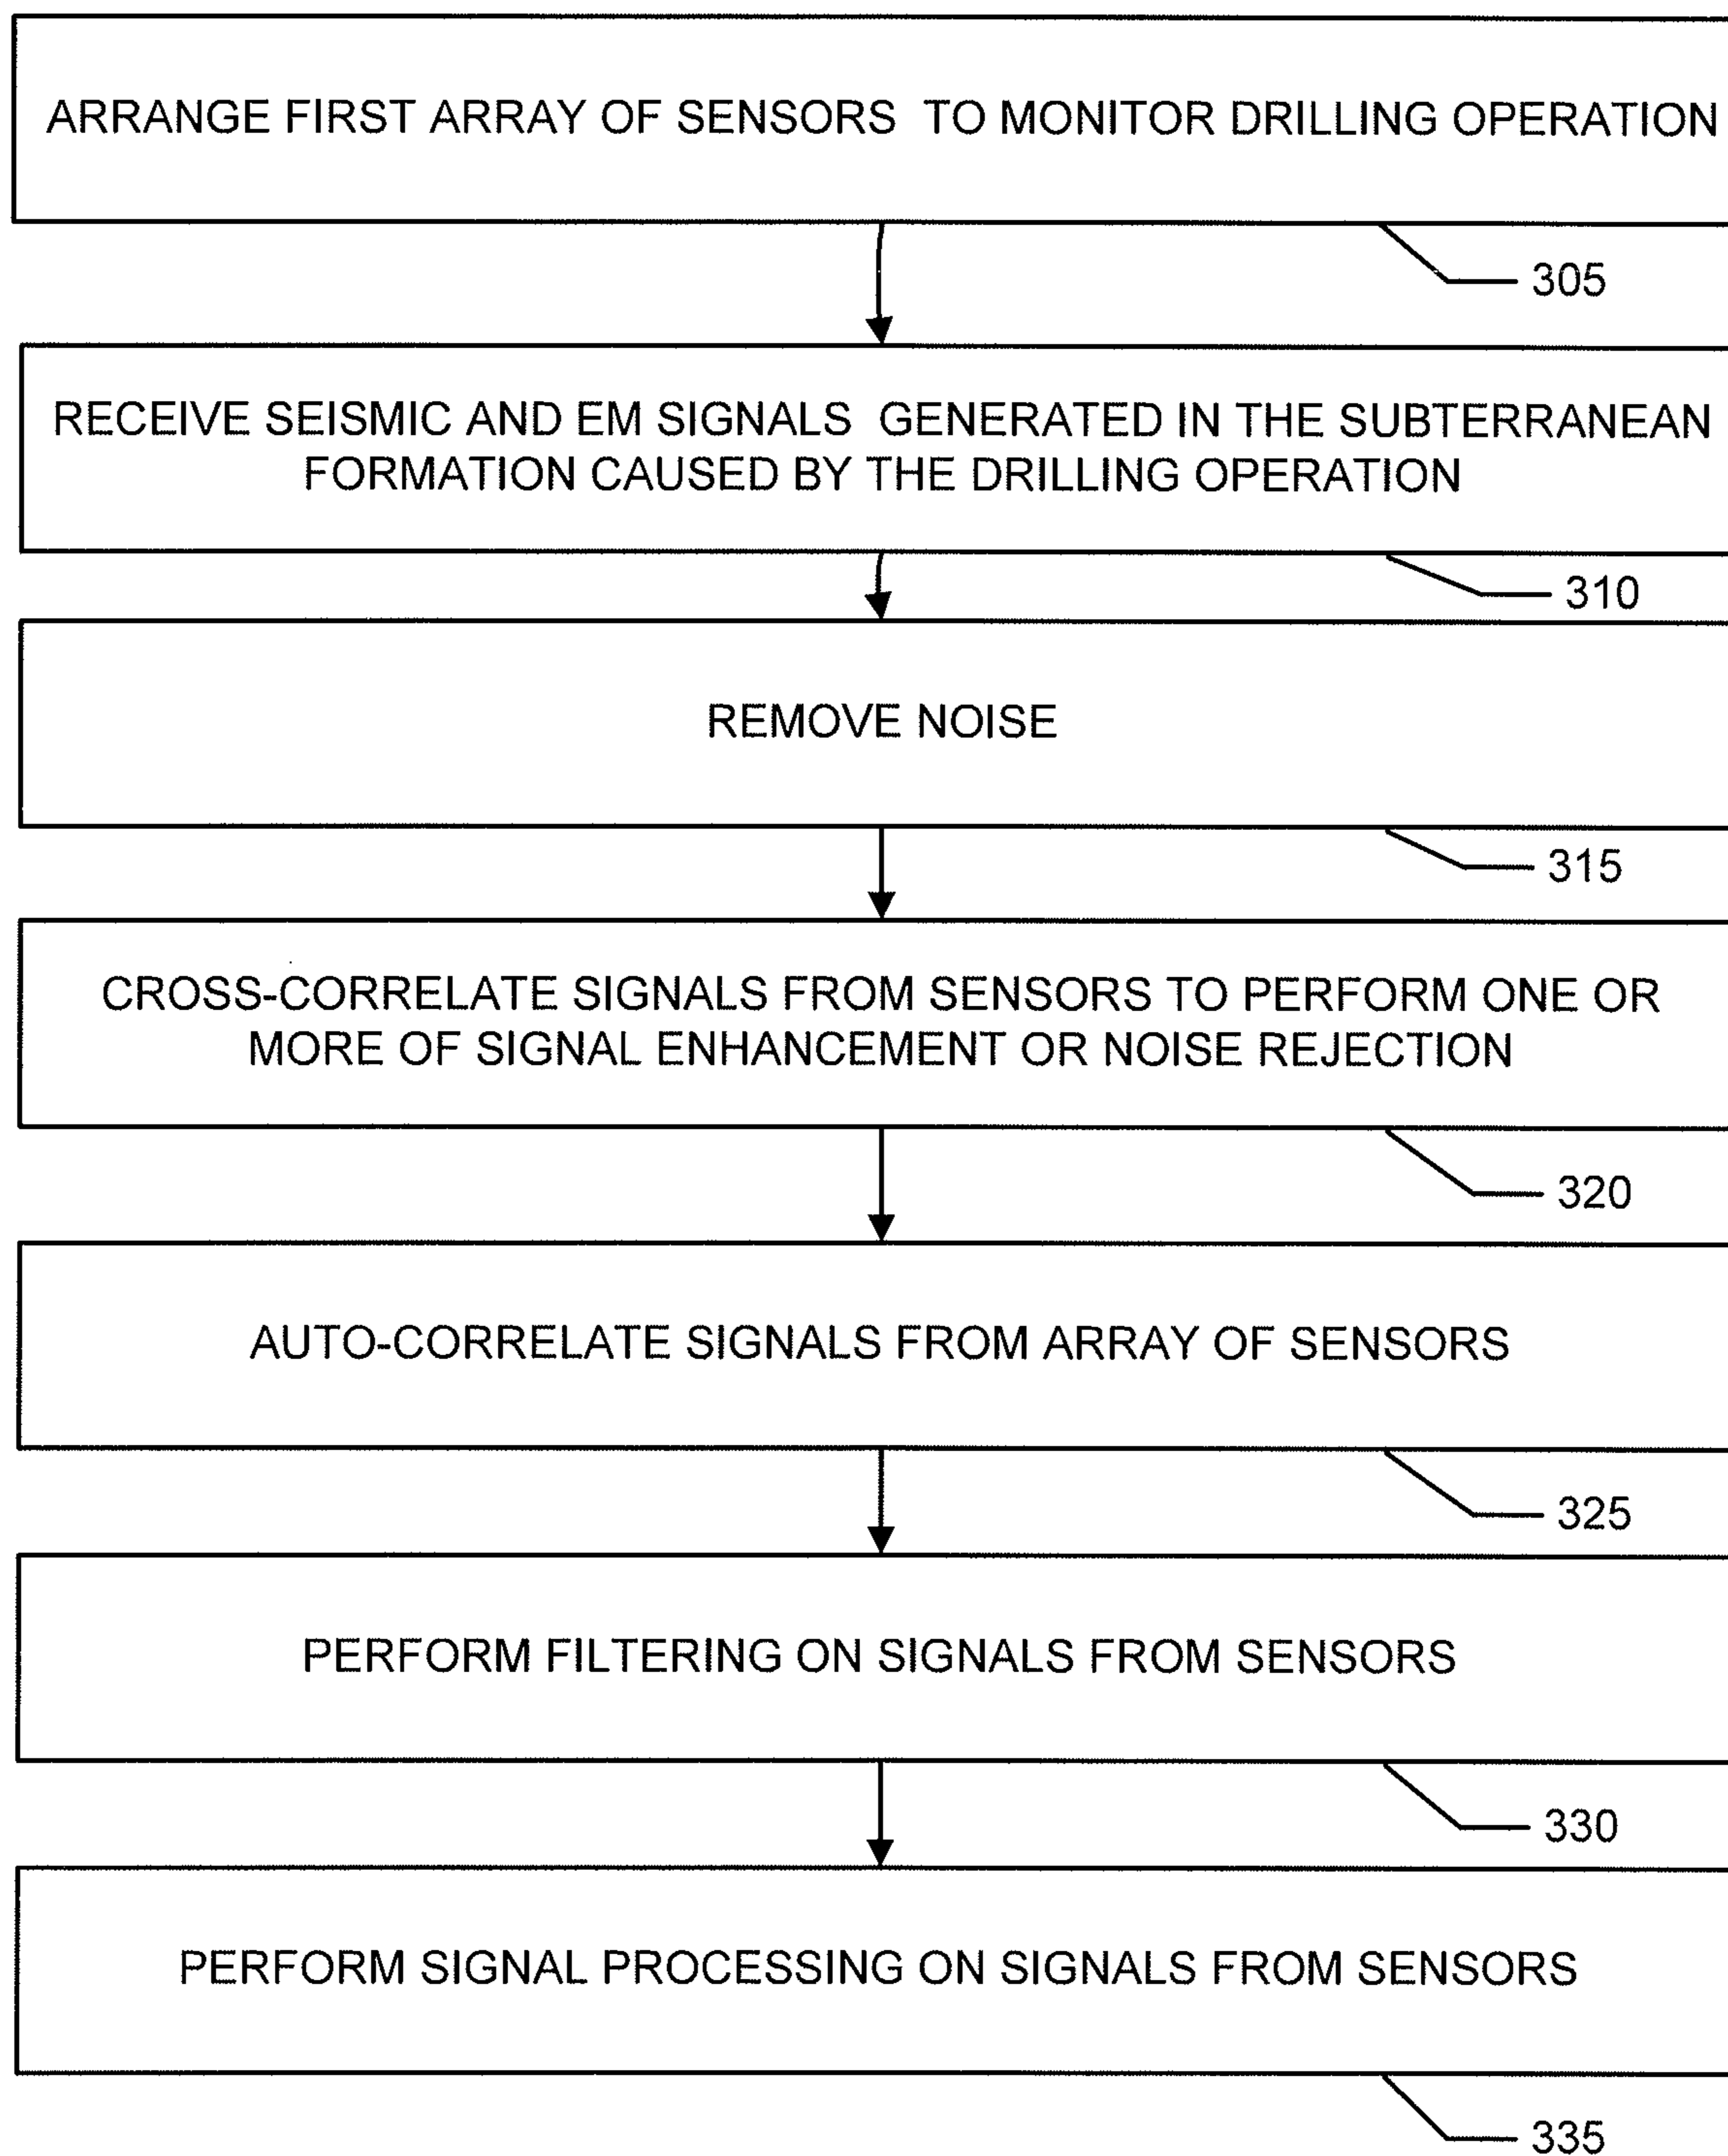 ARRANGE FIRST ARRAY OF SENSORS TO MONITOR DRILLING OPERATION
305
RECEIVE SEISMIC AND EM SIGNALS GENERATED IN THE SUBTERRANEAN
FORMATION CAUSED BY THE DRILLING OPERATION
310
REMOVE NOISE
315
CROSS-CORRELATE SIGNALS FROM SENSORS TO PERFORM ONE OR
MORE OF SIGNAL ENHANCEMENT OR NOISE REJECTION
320
AUTO-CORRELATE SIGNALS FROM ARRAY OF SENSORS
325
PERFORM FILTERING ON SIGNALS FROM SENSORS
330
PERFORM SIGNAL PROCESSING ON SIGNALS FROM SENSORS
335